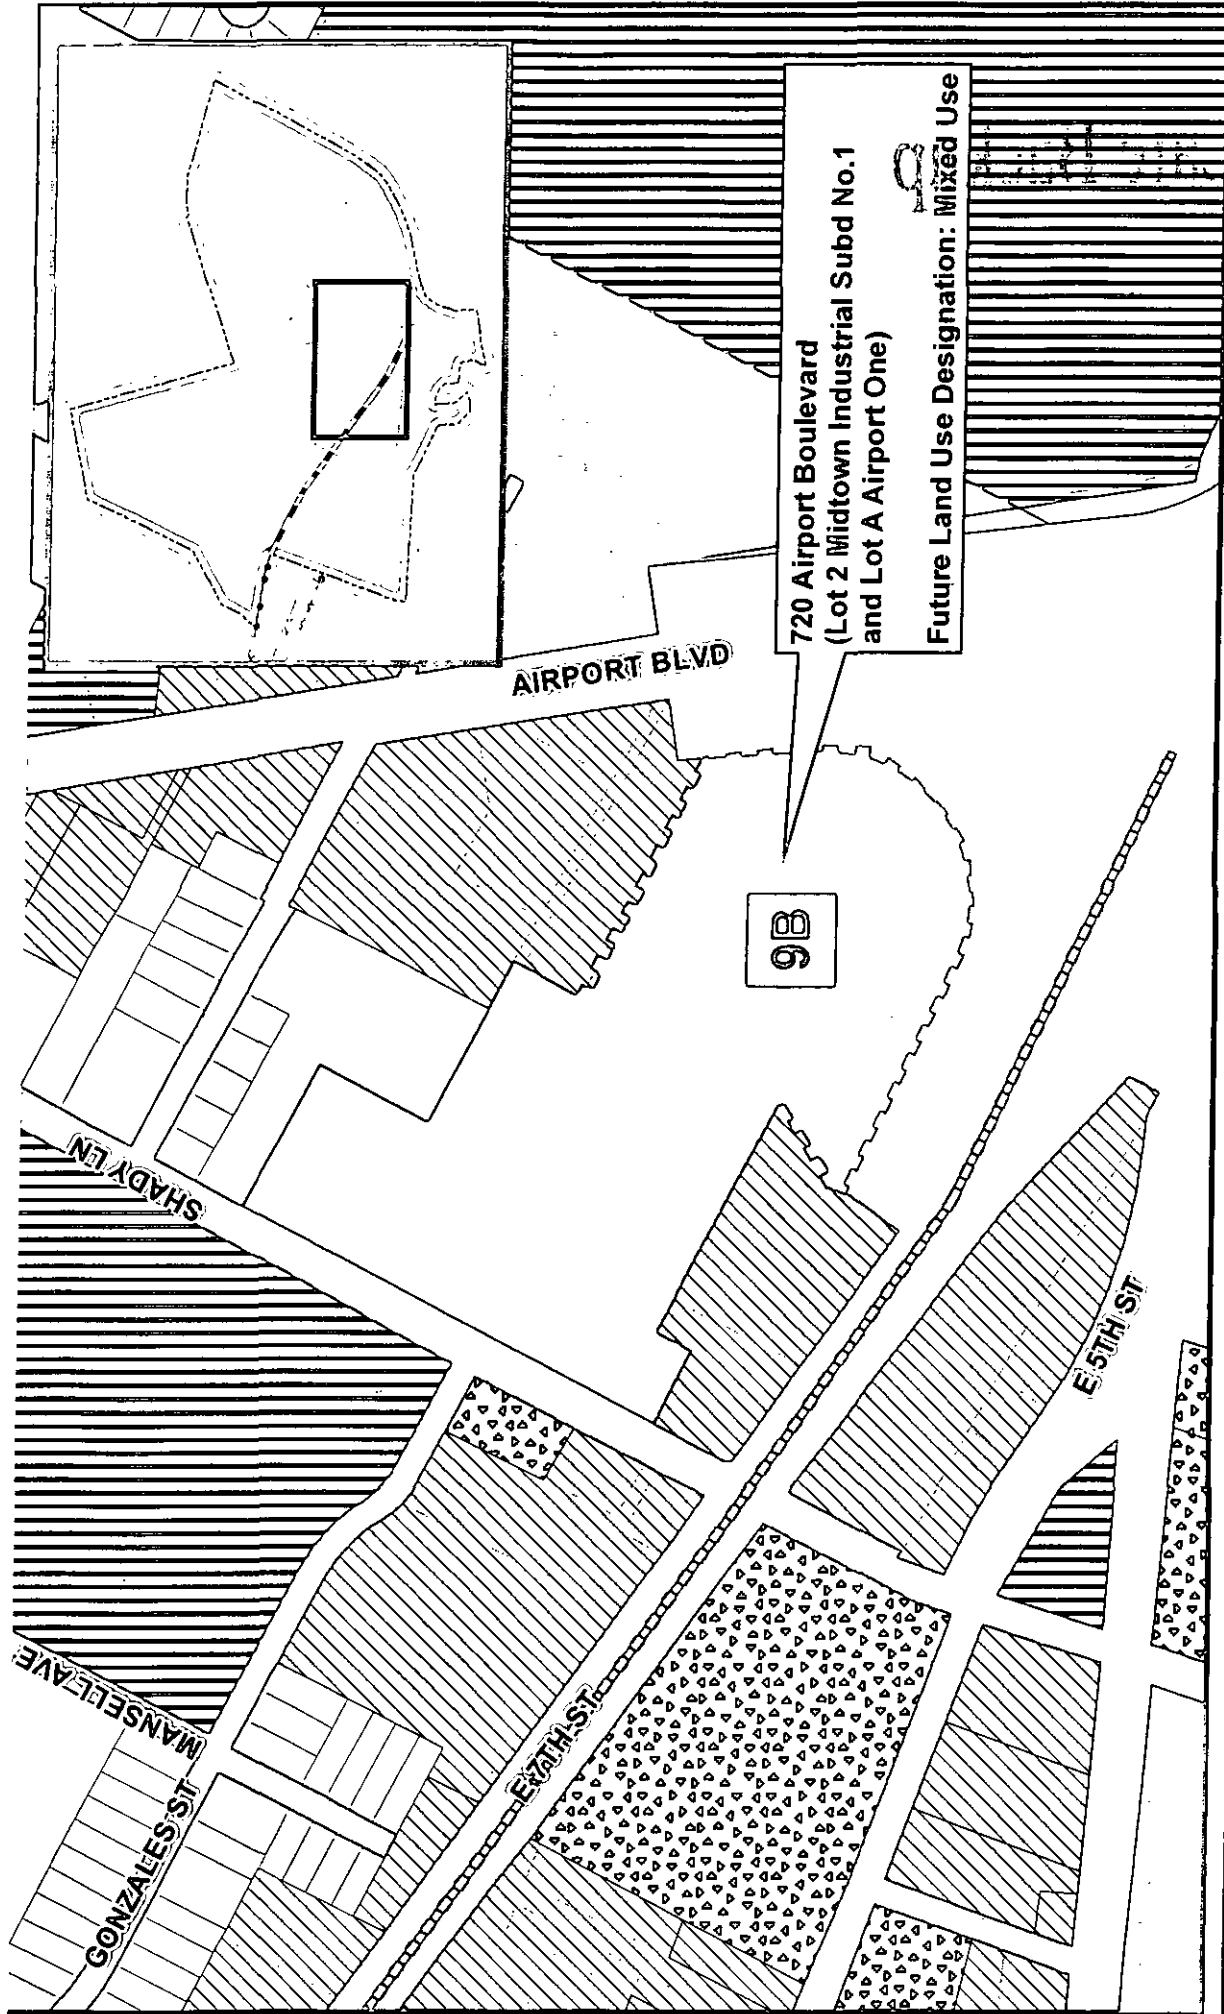 GONZALES ST
MANSELL AVE
SHADY LN
AIRPORT BLVD
E 7TH ST
E 5TH ST
9B
720 Airport Boulevard
(Lot 2 Midtown Industrial Subd No.1
and Lot A Airport One)
Future Land Use Designation: Mixed Use